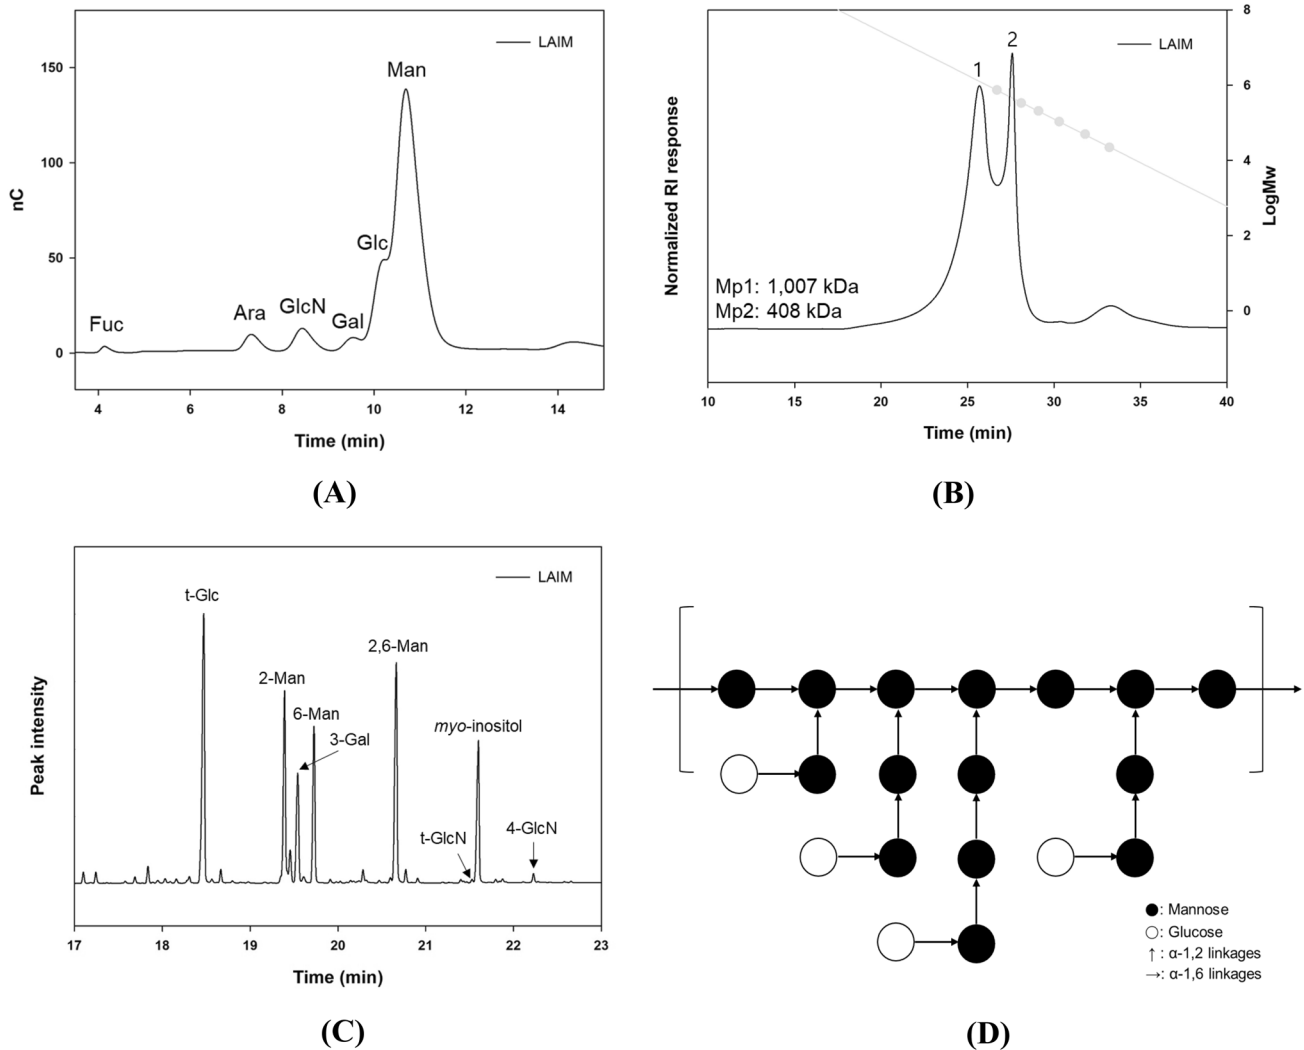 LAIM
150
100
50
0
nC
Fuc
Ara
GlcN
Gal
Glc
Man
4
6
8
10
12
14
Time (min)
(A)
LAIM
1
2
Normalized RI response
Mp1: 1,007 kDa
Mp2: 408 kDa
8
6
4
2
0
LogMw
10
15
20
25
30
35
40
Time (min)
(B)
LAIM
Peak intensity
t-Glc
2-Man
6-Man
3-Gal
2,6-Man
myo-inositol
t-GlcN
4-GlcN
17
18
19
20
21
22
23
Time (min)
(C)
: Mannose
: Glucose
↑ : α-1,2 linkages
→: α-1,6 linkages
(D)